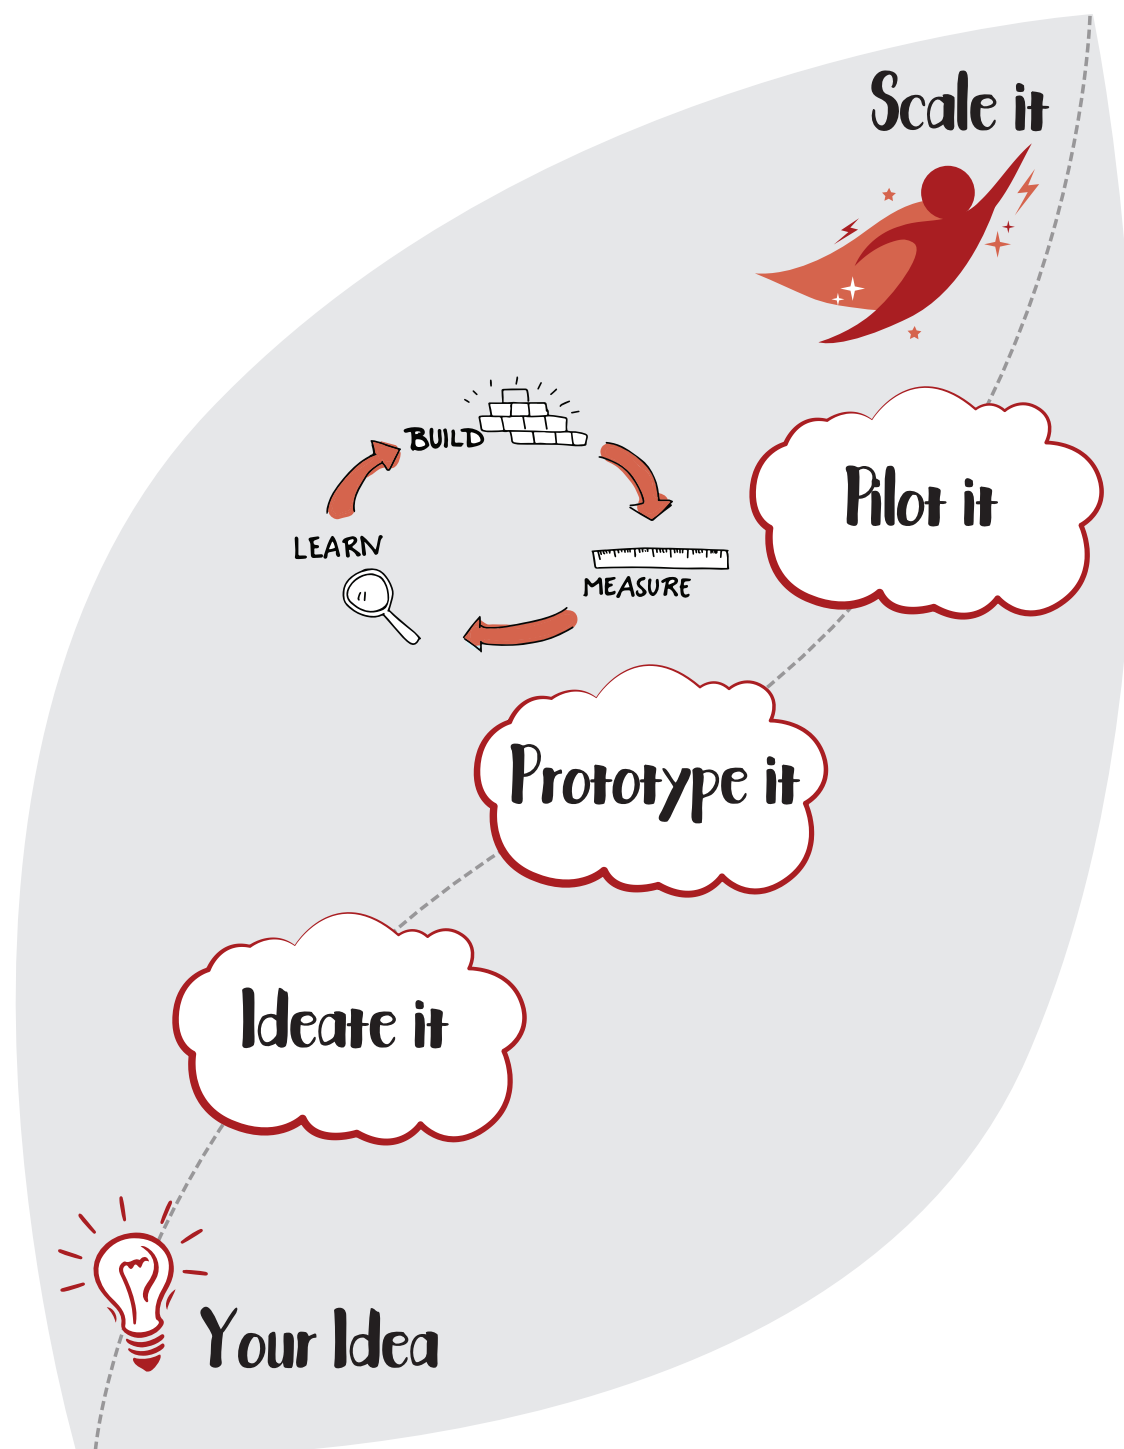 Scale it
BUILD
LEARN
MEASURE
Pilot it
Prototype it
Ideate it
Your Idea